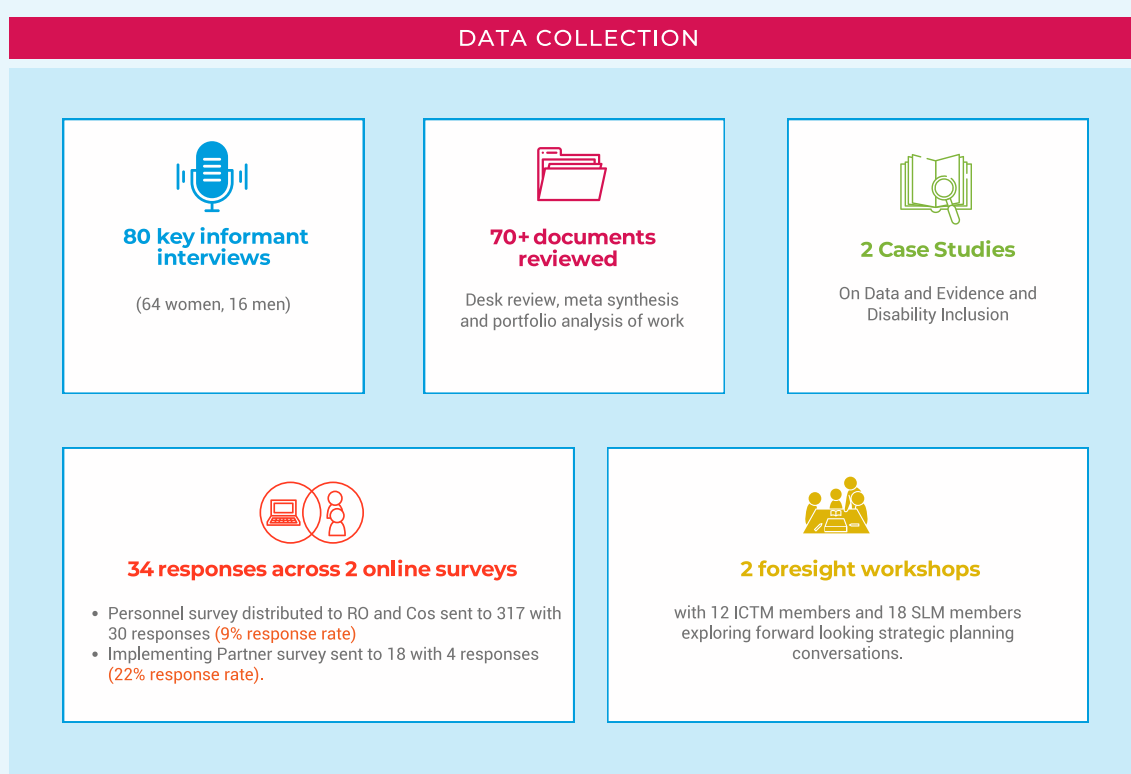 DATA COLLECTION
80 key informant
interviews
(64 women, 16 men)
70+ documents
reviewed
Desk review, meta synthesis
and portfolio analysis of work
2 Case Studies
On Data and Evidence and
Disability Inclusion
34 responses across 2 online surveys
• Personnel survey distributed to RO and Cos sent to 317 with
30 responses (9% response rate)
• Implementing Partner survey sent to 18 with 4 responses
(22% response rate).
2 foresight workshops
with 12 ICTM members and 18 SLM members
exploring forward looking strategic planning
conversations.